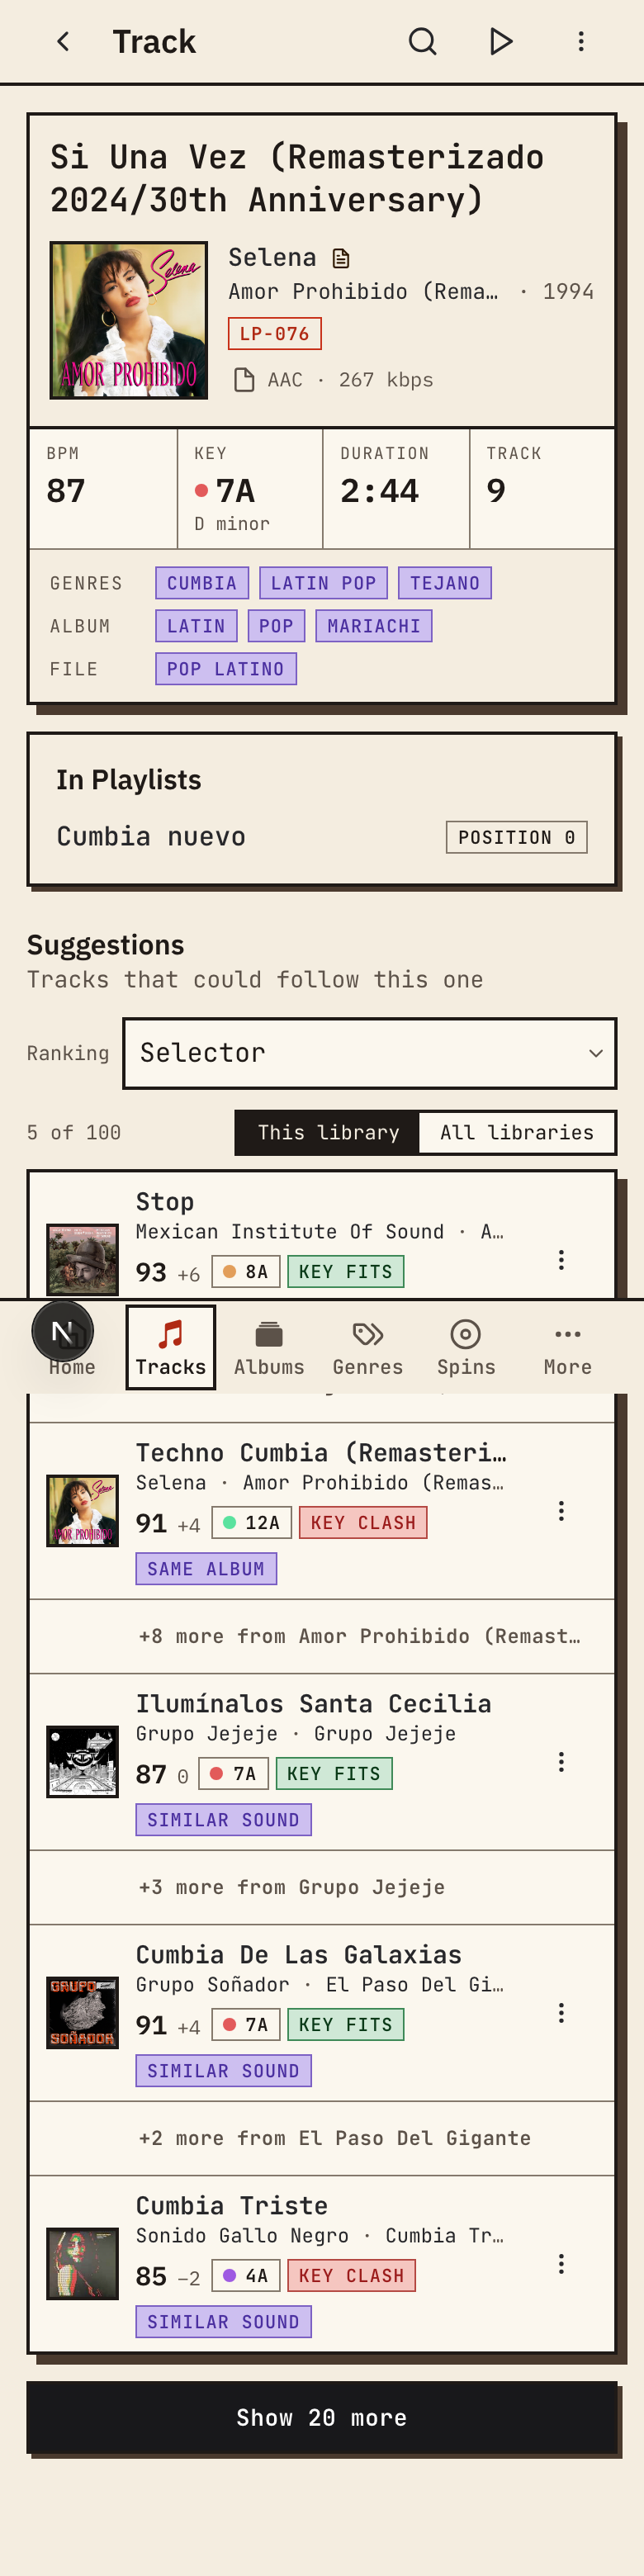 Track
Si Una Vez (Remasterizado
2024/30th Anniversary)
Selena
Selena
AMOR PROHIBIDO
Amor Prohibido (Rema… · 1994
LP-076
AAC · 267 kbps
BPM KEY DURATION TRACK
87 7A 2:44 9
D minor
GENRES CUMBIA LATIN POP TEJANO
ALBUM LATIN POP MARIACHI
FILE POP LATINO
In Playlists
Cumbia nuevo POSITION 0
Suggestions
Tracks that could follow this one
Ranking Selector
5 of 100 This library All libraries
Stop
Mexican Institute Of Sound · A…
93 +6 8A KEY FITS
N
Home Tracks Albums Genres Spins More
Techno Cumbia (Remasteri…
Selena · Amor Prohibido (Remas…
Selena
AMOR PROHIBIDO
91 +4 12A KEY CLASH
SAME ALBUM
+8 more from Amor Prohibido (Remast…
Ilumínalos Santa Cecilia
Grupo Jejeje · Grupo Jejeje
87 0 7A KEY FITS
SIMILAR SOUND
+3 more from Grupo Jejeje
Cumbia De Las Galaxias
Grupo Soñador · El Paso Del Gi…
GRUPO
SOÑADOR
91 +4 7A KEY FITS
SIMILAR SOUND
+2 more from El Paso Del Gigante
Cumbia Triste
Sonido Gallo Negro · Cumbia Tr…
85 −2 4A KEY CLASH
SIMILAR SOUND
Show 20 more